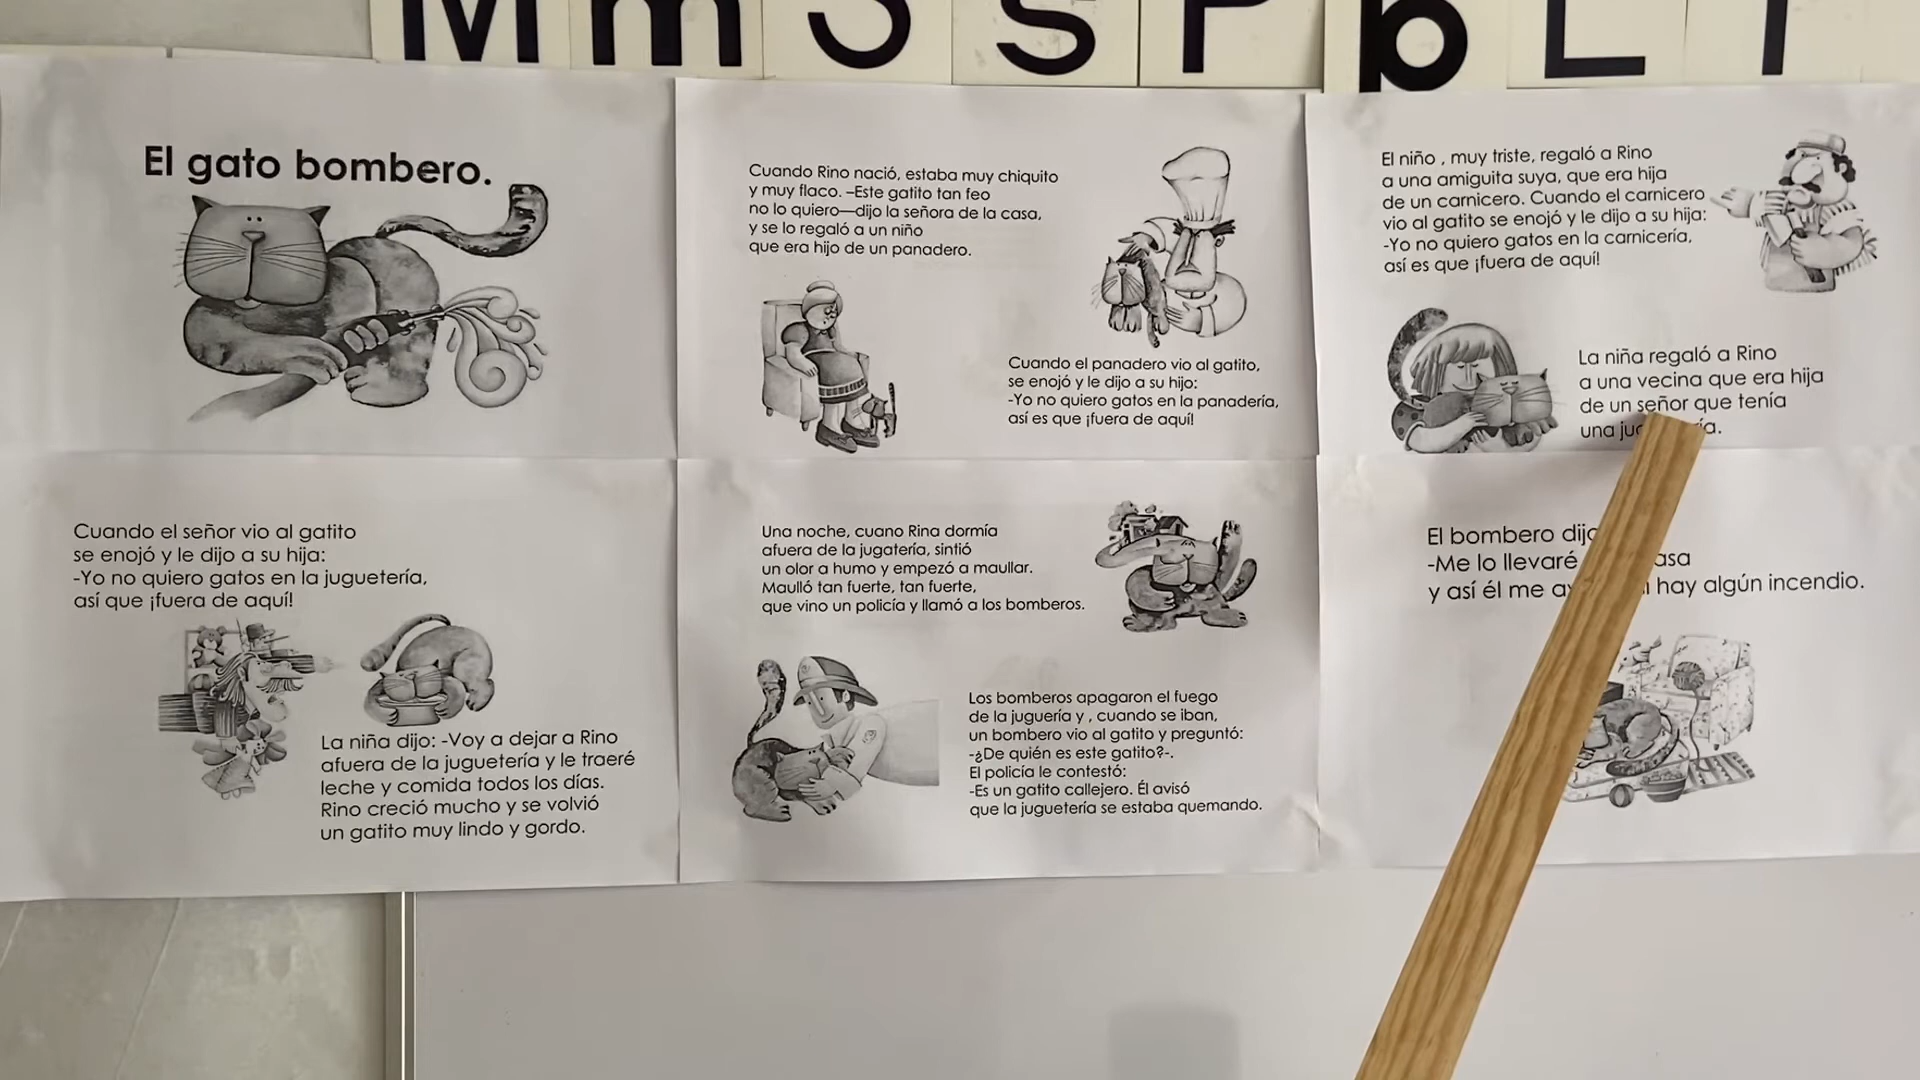 M m S s P b L l
El gato bombero.
Cuando Rino nació, estaba muy chiquito
y muy flaco. –Este gatito tan feo
no lo quiero—dijo la señora de la casa,
y se lo regaló a un niño
que era hijo de un panadero.
Cuando el panadero vio al gatito,
se enojó y le dijo a su hijo:
-Yo no quiero gatos en la panadería,
así es que ¡fuera de aquí!
El niño , muy triste, regaló a Rino
a una amiguita suya, que era hija
de un carnicero. Cuando el carnicero
vio al gatito se enojó y le dijo a su hija:
-Yo no quiero gatos en la carnicería,
así es que ¡fuera de aquí!
La niña regaló a Rino
a una vecina que era hija
de un señor que tenía
una
Cuando el señor vio al gatito
se enojó y le dijo a su hija:
-Yo no quiero gatos en la juguetería,
así que ¡fuera de aquí!
La niña dijo: -Voy a dejar a Rino
afuera de la juguetería y le traeré
leche y comida todos los días.
Rino creció mucho y se volvió
un gatito muy lindo y gordo.
Una noche, cuano Rina dormía
afuera de la jugatería, sintió
un olor a humo y empezó a maullar.
Maulló tan fuerte, tan fuerte,
que vino un policía y llamó a los bomberos.
Los bomberos apagaron el fuego
de la juguería y , cuando se iban,
un bombero vio al gatito y preguntó:
-¿De quién es este gatito?-.
El policía le contestó:
-Es un gatito callejero. Él avisó
que la juguetería se estaba quemando.
El bombero
-Me lo llevaré
y así él me hay algún incendio.